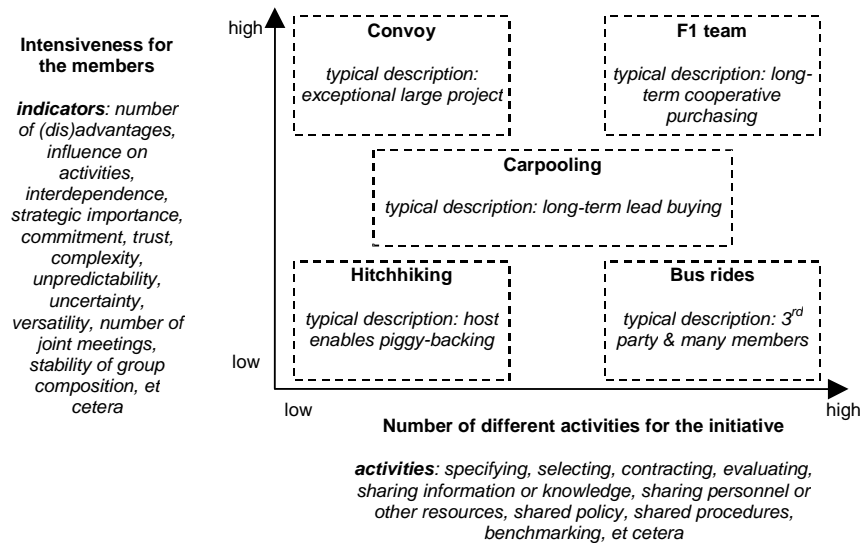 Intensiveness for
the members
indicators: number
of (dis)advantages,
influence on
activities,
interdependence,
strategic importance,
commitment, trust,
complexity,
unpredictability,
uncertainty,
versatility, number of
joint meetings,
stability of group
composition, et
cetera
high
low
Convoy
typical description:
exceptional large project
F1 team
typical description: long-
term cooperative
purchasing
Carpooling
typical description: long-term lead buying
Hitchhiking
typical description: host
enables piggy-backing
Bus rides
typical description: 3rd
party & many members
low
high
Number of different activities for the initiative
activities: specifying, selecting, contracting, evaluating,
sharing information or knowledge, sharing personnel or
other resources, shared policy, shared procedures,
benchmarking, et cetera